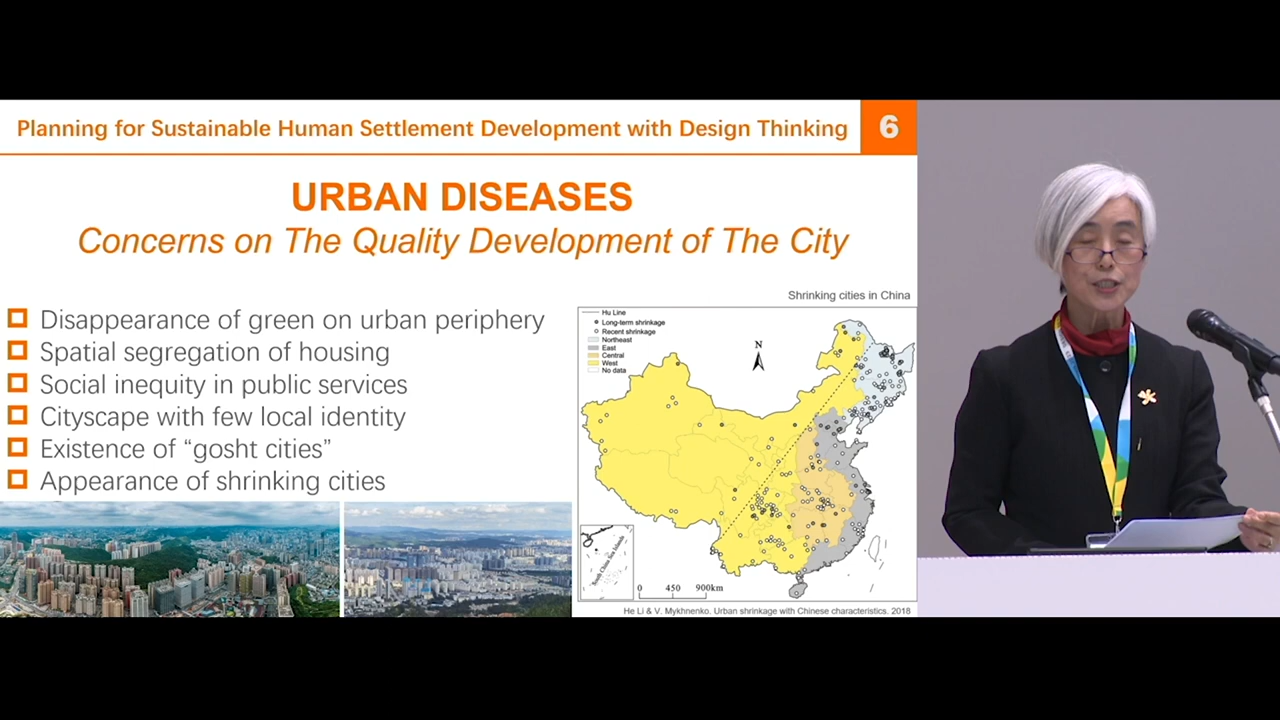 Planning for Sustainable Human Settlement Development with Design Thinking
6
URBAN DISEASES
Concerns on The Quality Development of The City
Disappearance of green on urban periphery
Spatial segregation of housing
Social inequity in public services
Cityscape with few local identity
Existence of “gosht cities”
Appearance of shrinking cities
Shrinking cities in China
Hu Line
Long-term shrinkage
Recent shrinkage
Northeast
East
Central
West
No data
N
South China Sea Islands
0 450 900km
He Li & V. Mykhnenko. Urban shrinkage with Chinese characteristics. 2018